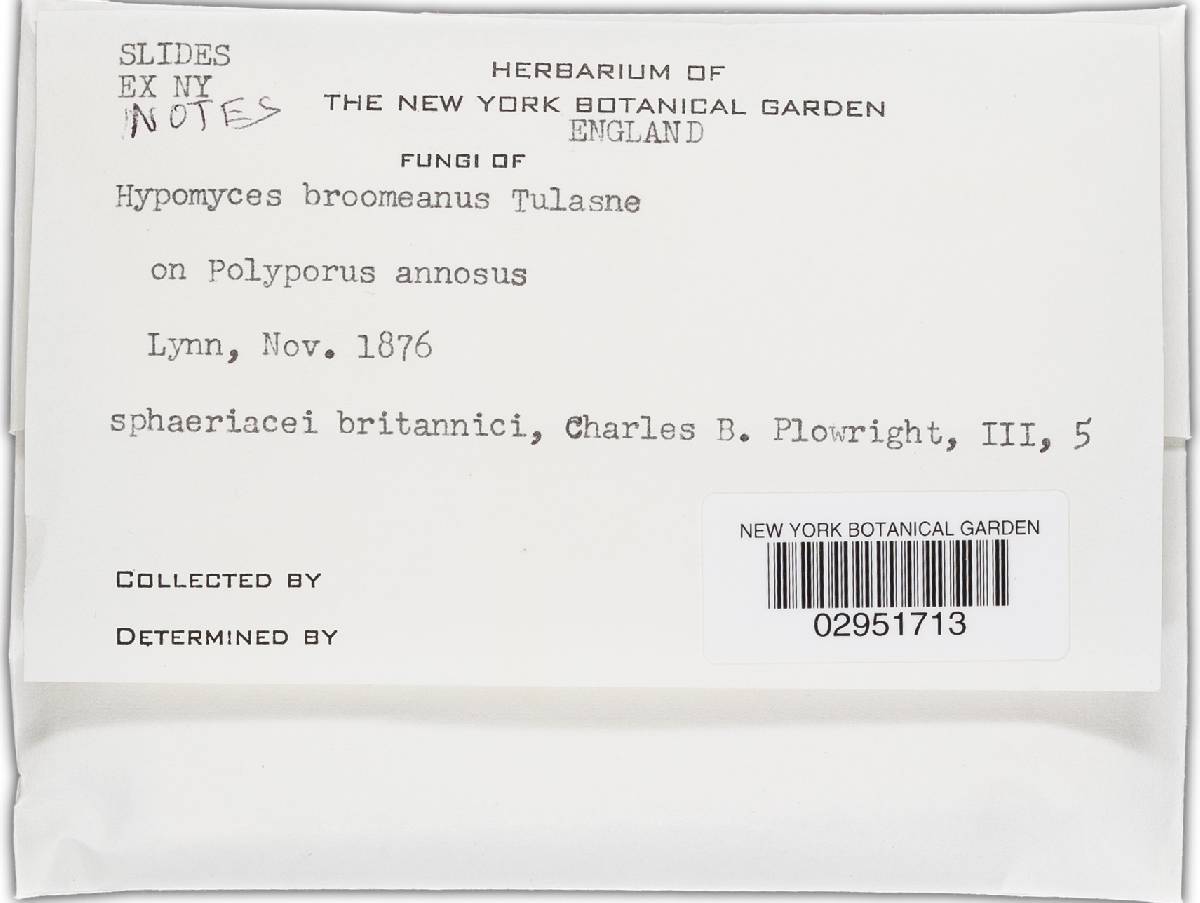 SLIDES
EX NY
NOTES
HERBARIUM OF
THE NEW YORK BOTANICAL GARDEN
ENGLAND
FUNGI OF
Hypomyces broomeanus Tulasne
on Polyporus annosus
Lynn, Nov. 1876
sphaeriacei britannici, Charles B. Plowright, III, 5
COLLECTED BY
DETERMINED BY
NEW YORK BOTANICAL GARDEN
02951713